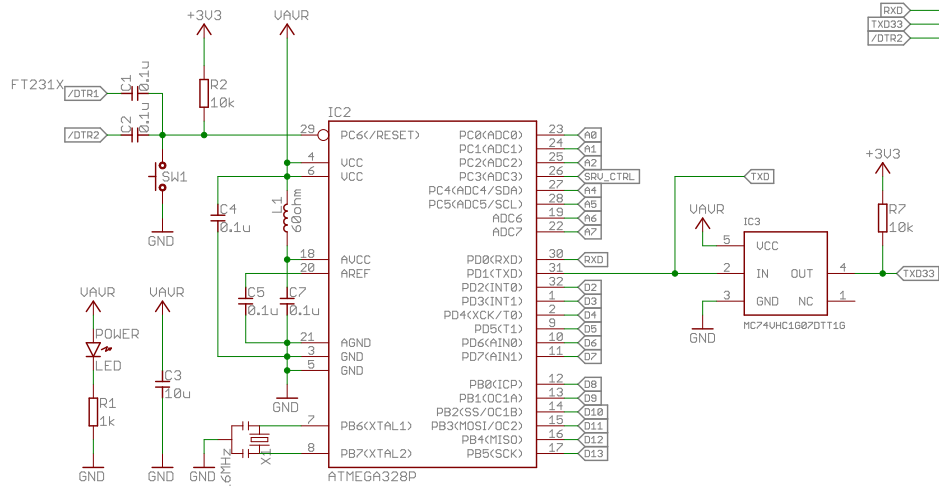 RXD
TXD33
/DTR2
+3V3
VAVR
FT231X
/DTR1
C1
0.1u
R2
10k
/DTR2
C2
0.1u
SW1
GND
IC2
29
PC6(/RESET)
4
VCC
6
VCC
C4
0.1u
L1
60ohm
18
AVCC
20
AREF
C5
0.1u
C7
0.1u
21
AGND
3
GND
5
GND
GND
7
PB6(XTAL1)
8
PB7(XTAL2)
X1
6MHz
GND
ATMEGA328P
PC0(ADC0) 23 A0
PC1(ADC1) 24 A1
PC2(ADC2) 25 A2
PC3(ADC3) 26 SRV_CTRL
PC4(ADC4/SDA) 27 A4
PC5(ADC5/SCL) 28 A5
ADC6 19 A6
ADC7 22 A7
PD0(RXD) 30 RXD
PD1(TXD) 31
PD2(INT0) 32 D2
PD3(INT1) 1 D3
PD4(XCK/T0) 2 D4
PD5(T1) 9 D5
PD6(AIN0) 10 D6
PD7(AIN1) 11 D7
PB0(ICP) 12 D8
PB1(OC1A) 13 D9
PB2(SS/OC1B) 14 D10
PB3(MOSI/OC2) 15 D11
PB4(MISO) 16 D12
PB5(SCK) 17 D13
TXD
+3V3
R7
10k
VAVR
IC3
5
VCC
2
IN
OUT
4
TXD33
3
GND
NC
1
GND
MC74VHC1G07DTT1G
VAVR
POWER
LED
R1
1k
GND
VAVR
C3
10u
GND